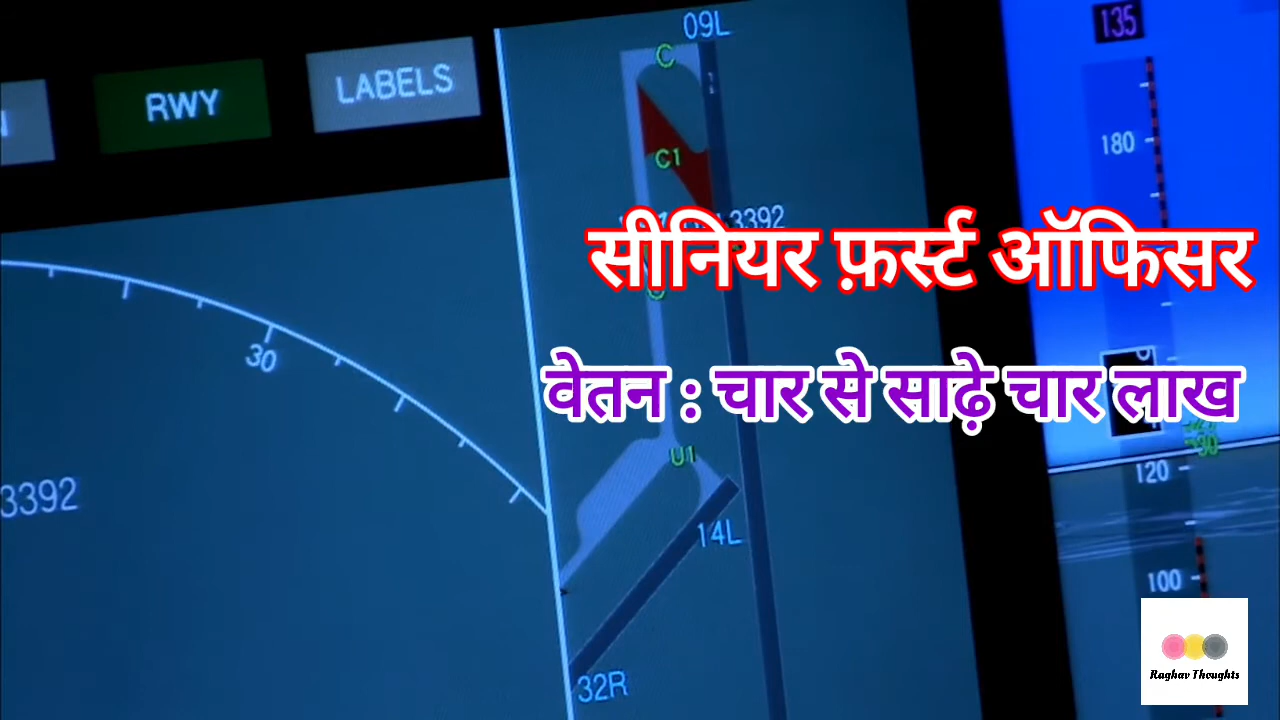 09L
135
C
RWY
LABELS
180
C1
3392
सीनियर फ़र्स्ट ऑफिसर
30
वेतन : चार से साढ़े चार लाख
U1
120
3392
14L
100
32R
Raghav Thoughts